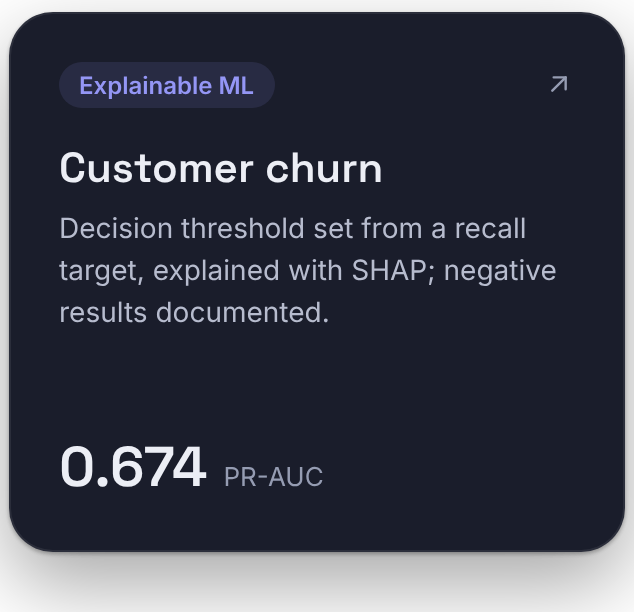 Explainable ML
Customer churn
Decision threshold set from a recall
target, explained with SHAP; negative
results documented.
0.674 PR-AUC